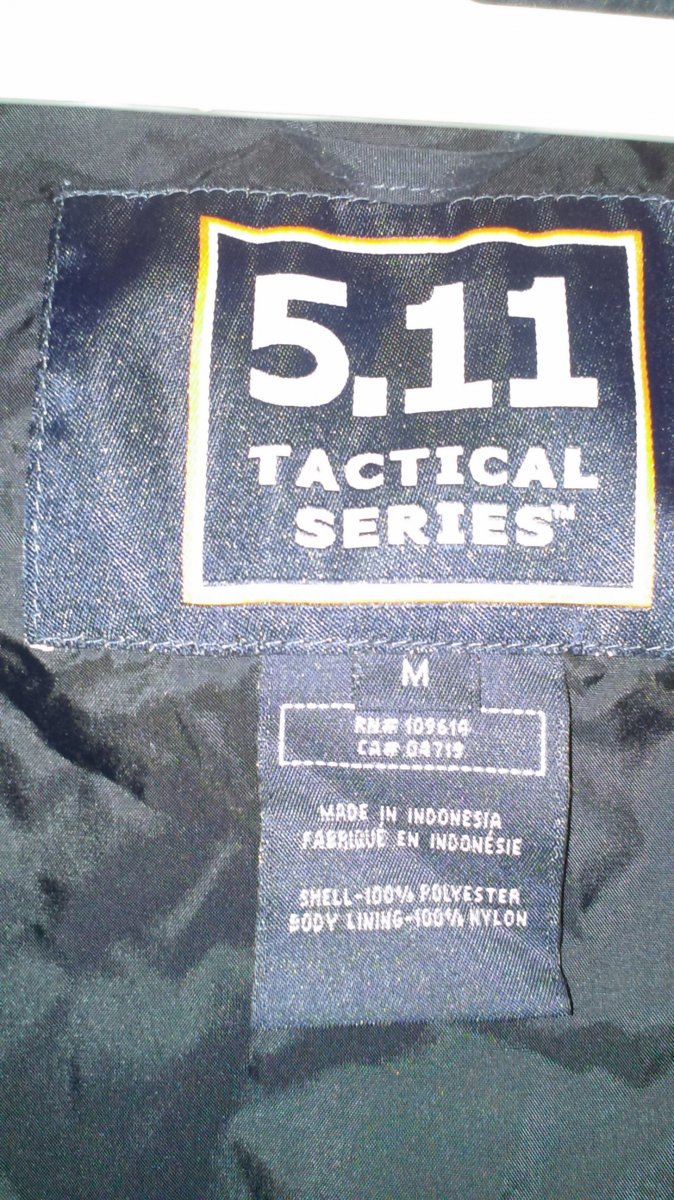 5.11
TACTICAL
SERIES™
M
RN# 109614
CA# 04719
MADE IN INDONESIA
FABRIQUÉ EN INDONÉSIE
SHELL-100% POLYESTER
BODY LINING-100% NYLON